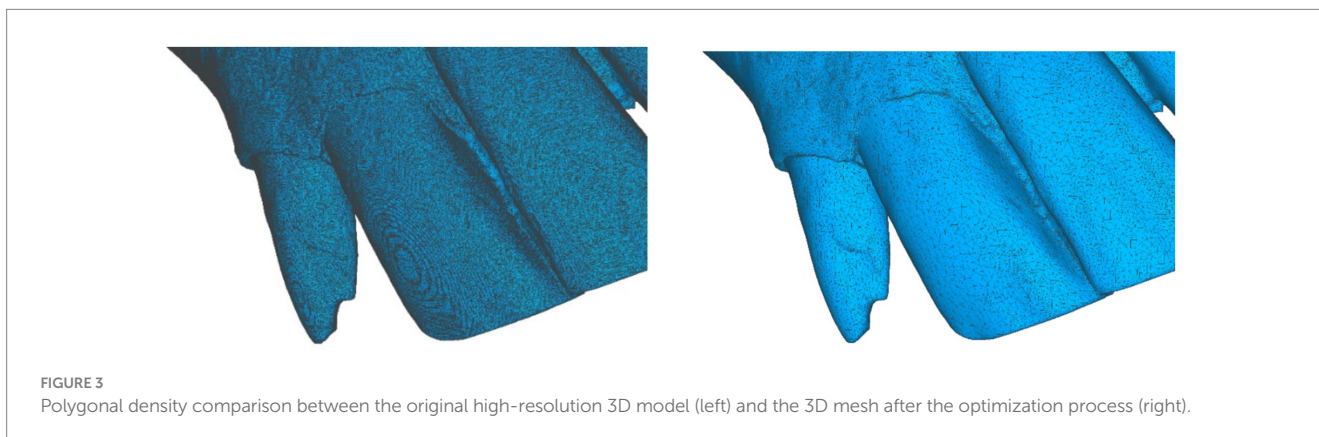 FIGURE 3
Polygonal density comparison between the original high-resolution 3D model (left) and the 3D mesh after the optimization process (right).